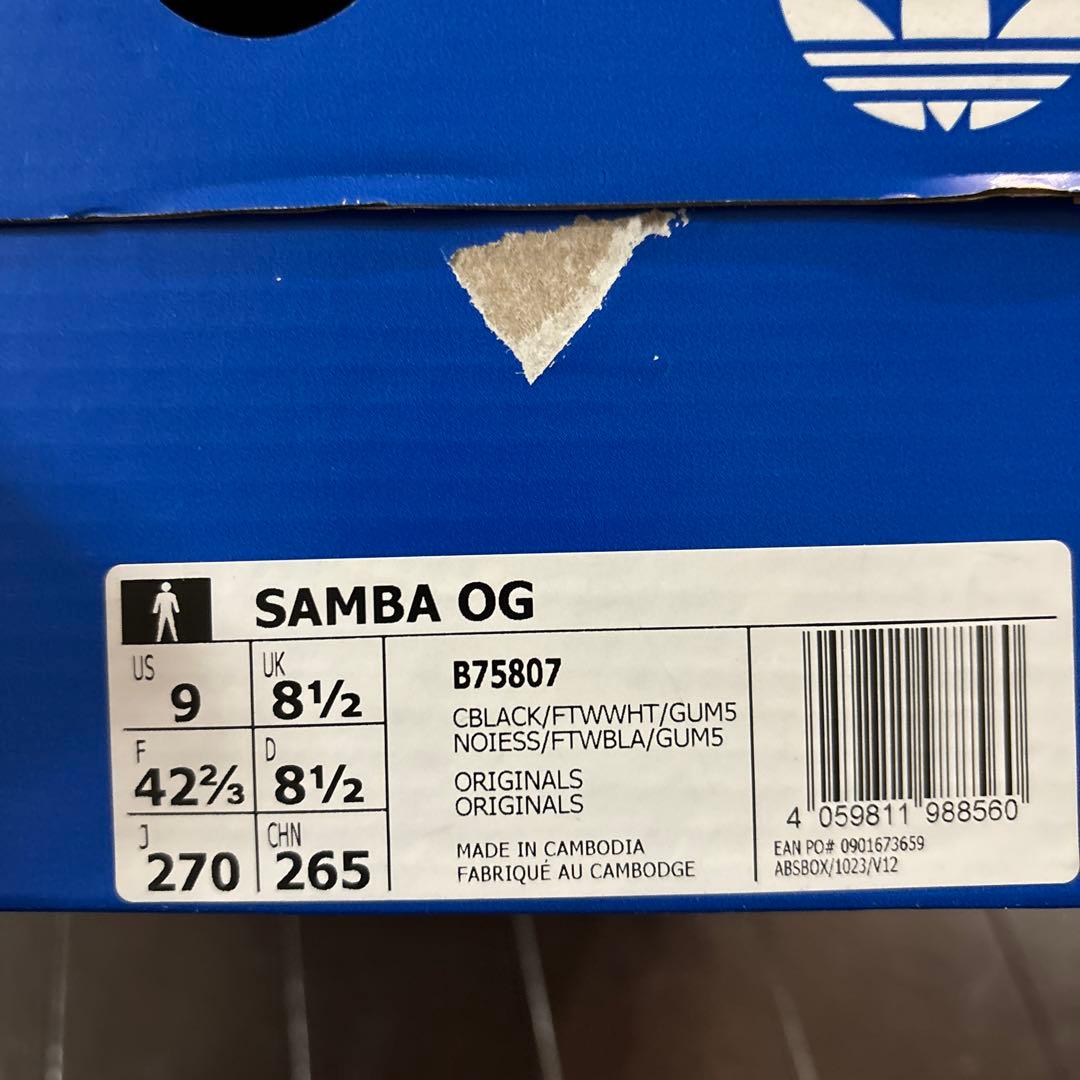 SAMBA OG
US
9
UK
8½
F
42⅔
D
8½
J
270
CHN
265
B75807
CBLACK/FTWWHT/GUM5
NOIESS/FTWBLA/GUM5
ORIGINALS
ORIGINALS
MADE IN CAMBODIA
FABRIQUÉ AU CAMBODGE
4 059811 988560
EAN PO# 0901673659
ABSBOX/1023/V12